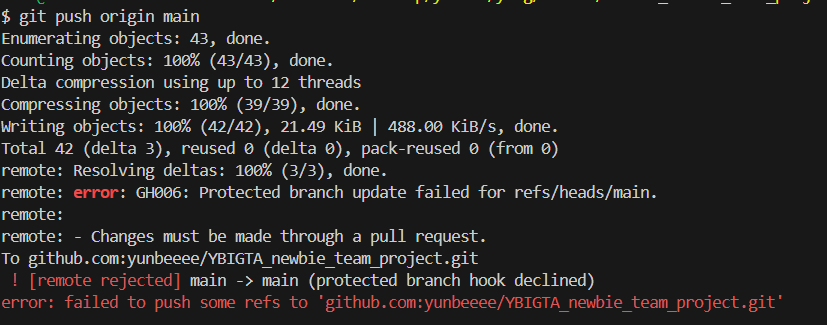 $ git push origin main
Enumerating objects: 43, done.
Counting objects: 100% (43/43), done.
Delta compression using up to 12 threads
Compressing objects: 100% (39/39), done.
Writing objects: 100% (42/42), 21.49 KiB | 488.00 KiB/s, done.
Total 42 (delta 3), reused 0 (delta 0), pack-reused 0 (from 0)
remote: Resolving deltas: 100% (3/3), done.
remote: error: GH006: Protected branch update failed for refs/heads/main.
remote:
remote: - Changes must be made through a pull request.
To github.com:yunbeeee/YBIGTA_newbie_team_project.git
 ! [remote rejected] main -> main (protected branch hook declined)
error: failed to push some refs to 'github.com:yunbeeee/YBIGTA_newbie_team_project.git'